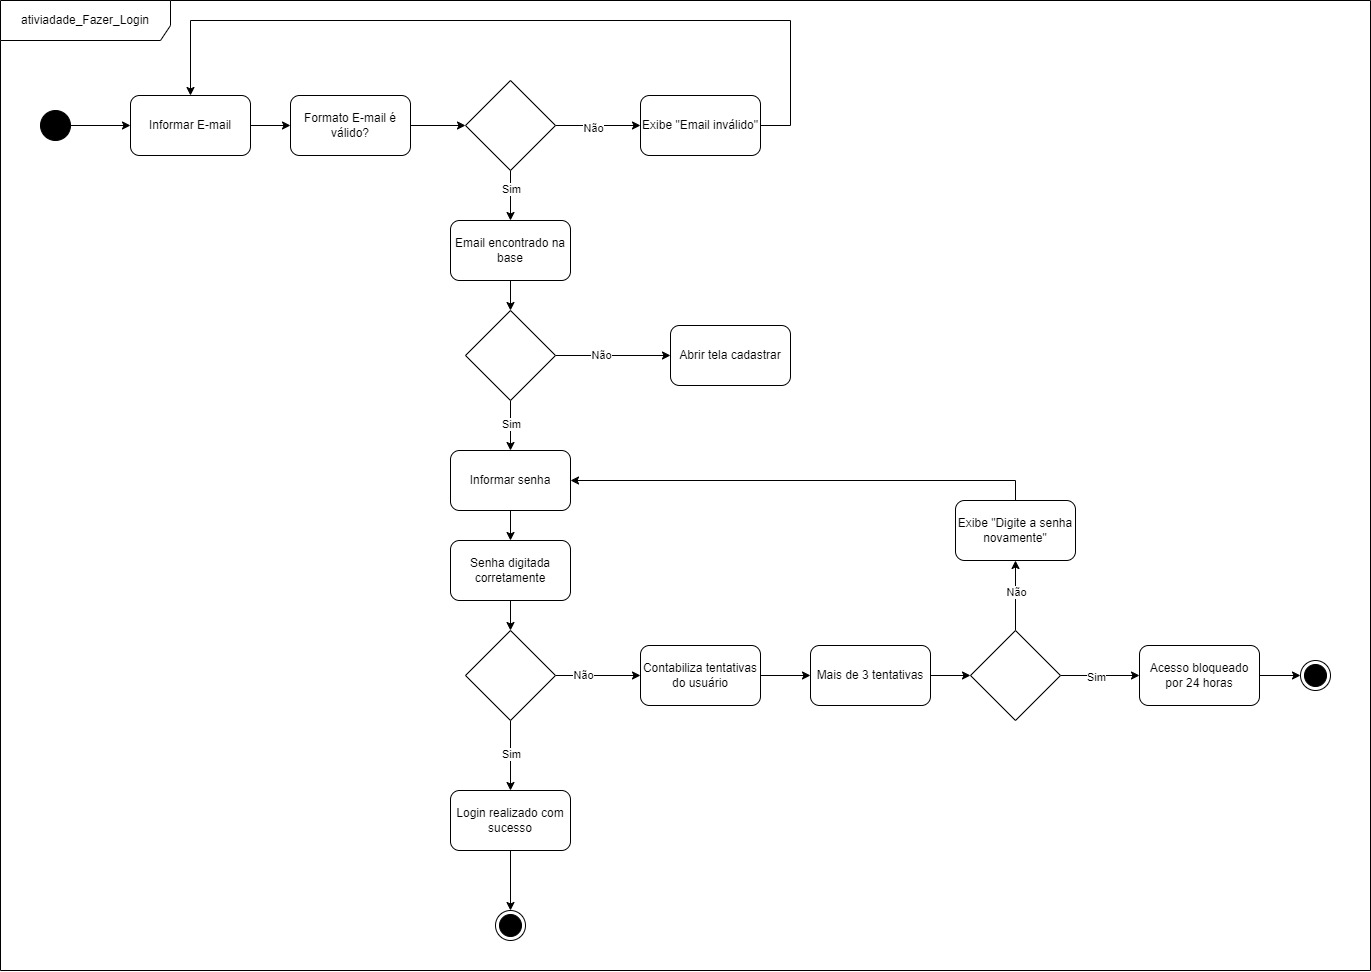 ativiadade_Fazer_Login
Informar E-mail
Formato E-mail é
válido?
Não
Exibe "Email inválido"
Sim
Email encontrado na
base
Não
Abrir tela cadastrar
Sim
Informar senha
Exibe "Digite a senha
novamente"
Senha digitada
corretamente
Não
Não
Contabiliza tentativas
do usuário
Mais de 3 tentativas
Sim
Acesso bloqueado
por 24 horas
Sim
Login realizado com
sucesso